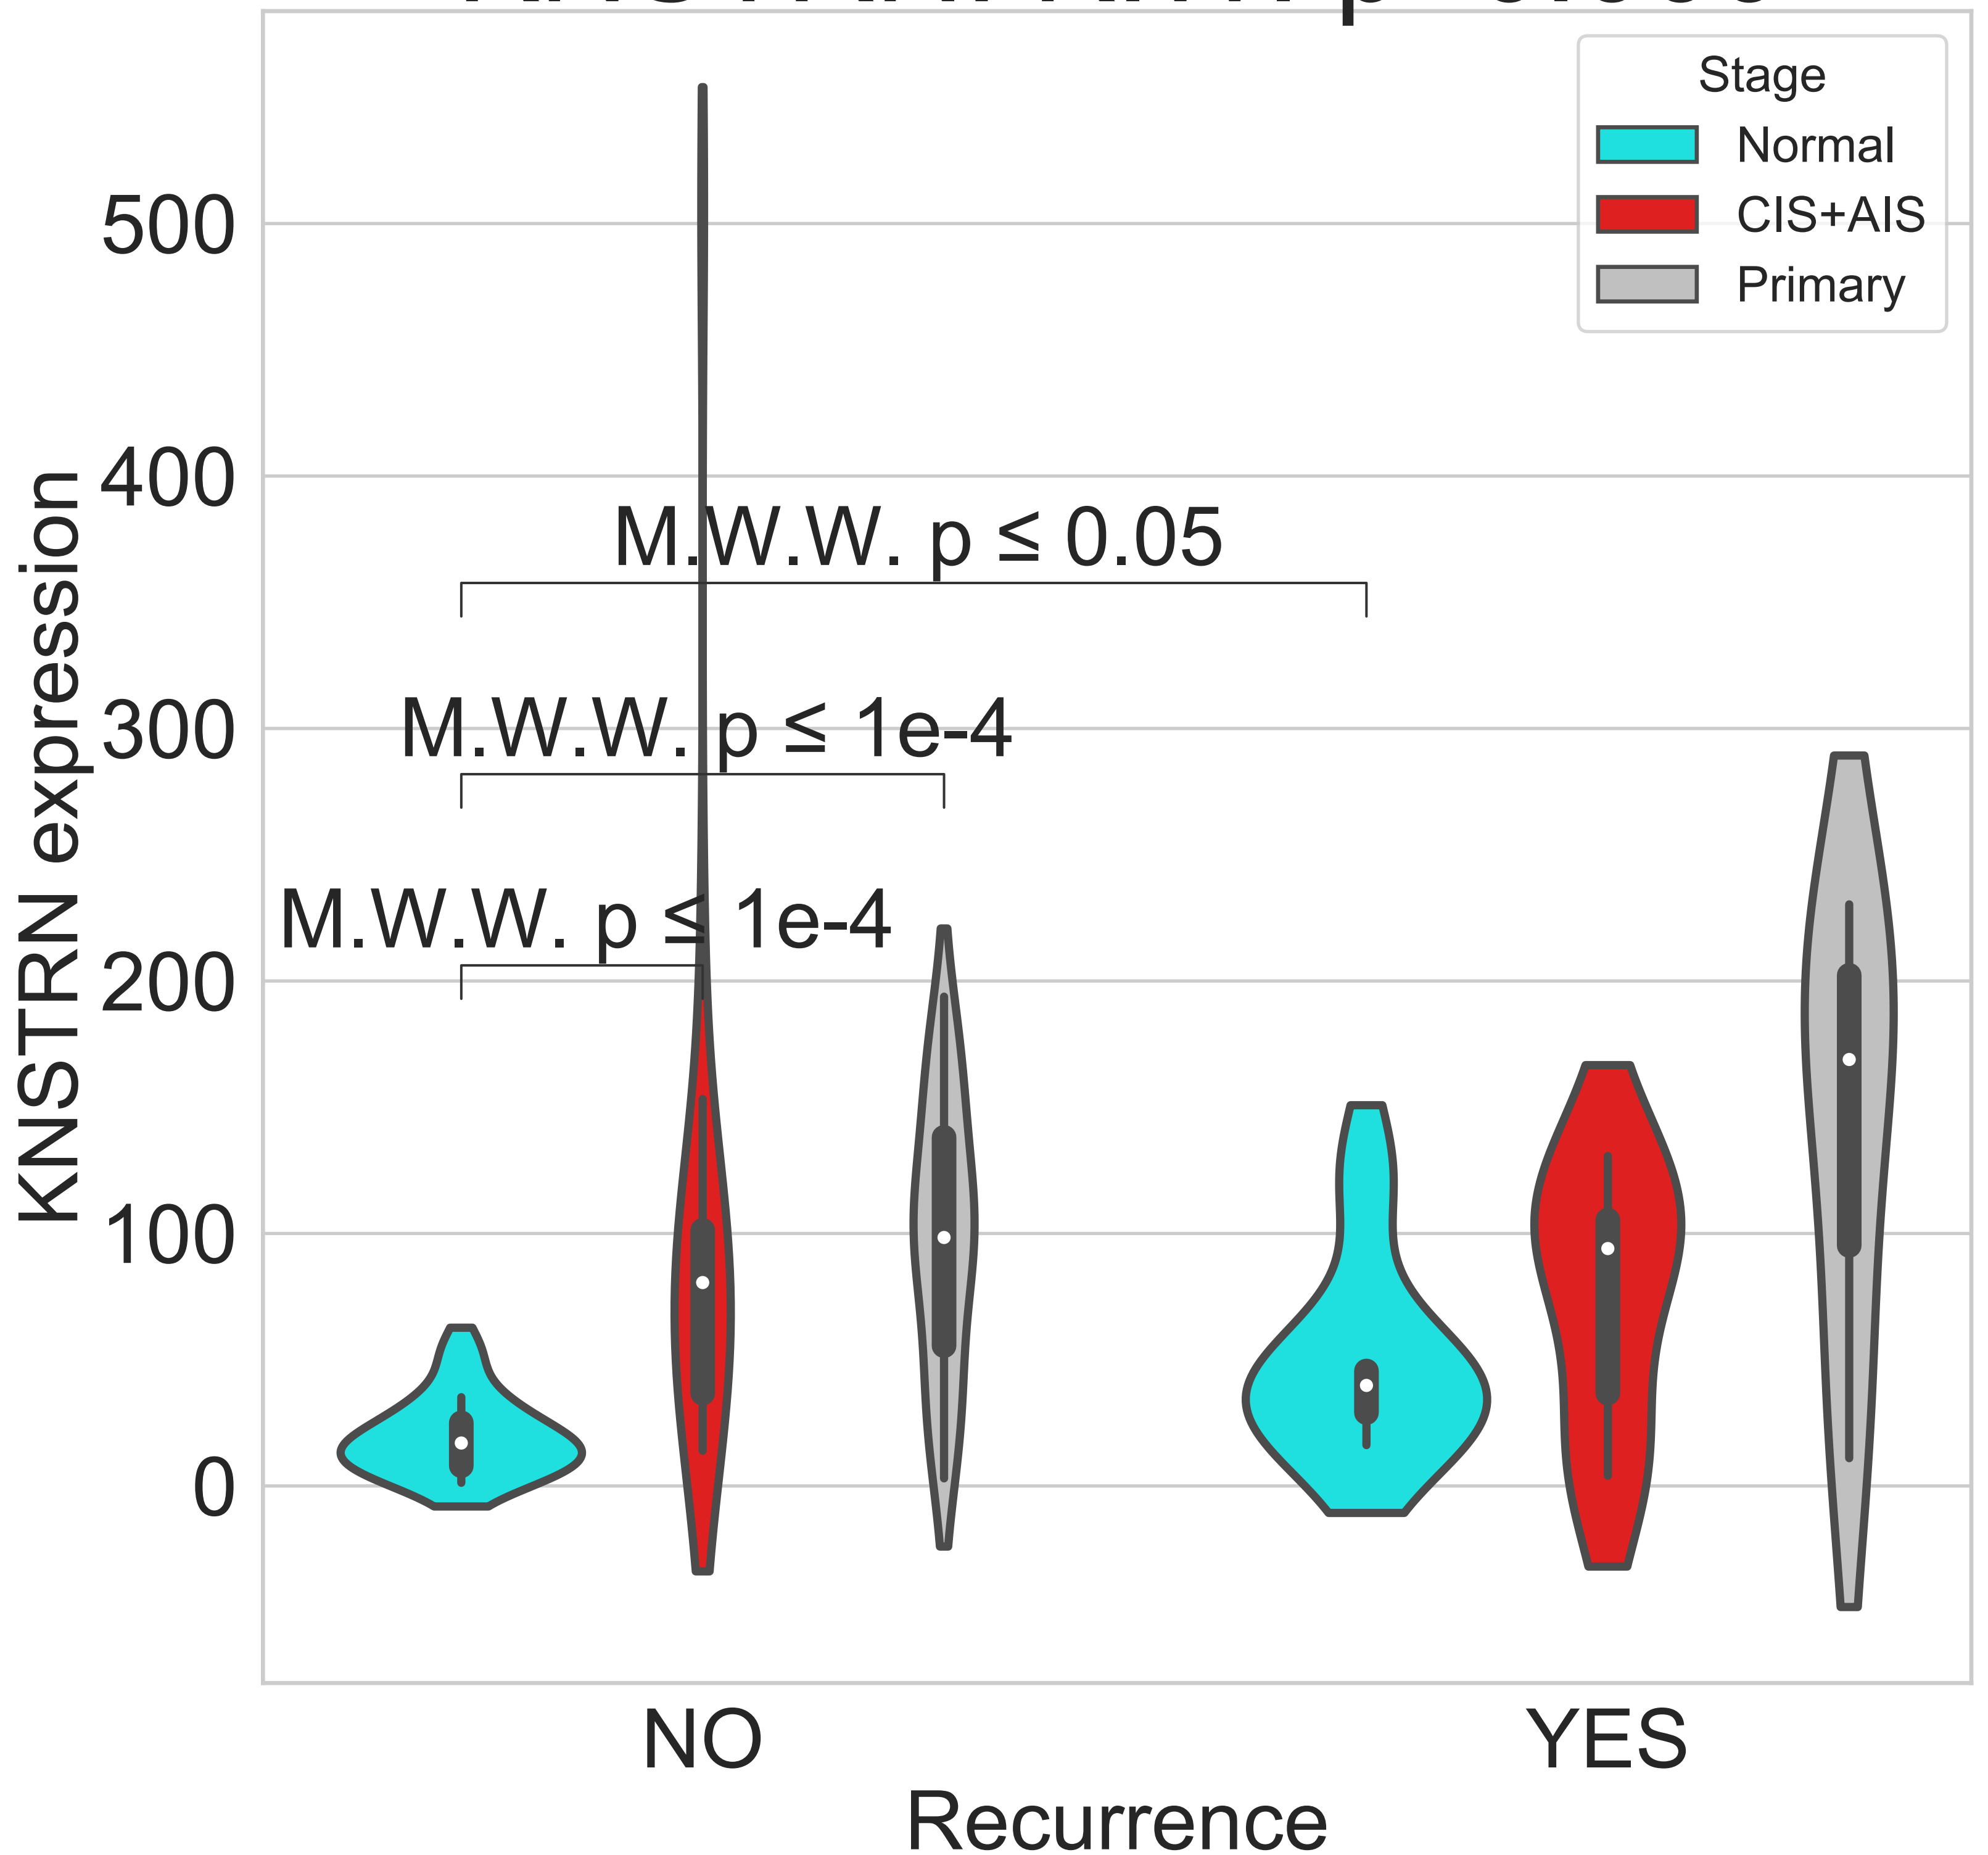 Stage
Normal
CIS+AIS
Primary
500
400
300
200
100
0
KNSTRN expression
M.W.W. p ≤ 0.05
M.W.W. p ≤ 1e-4
M.W.W. p ≤ 1e-4
NO
YES
Recurrence